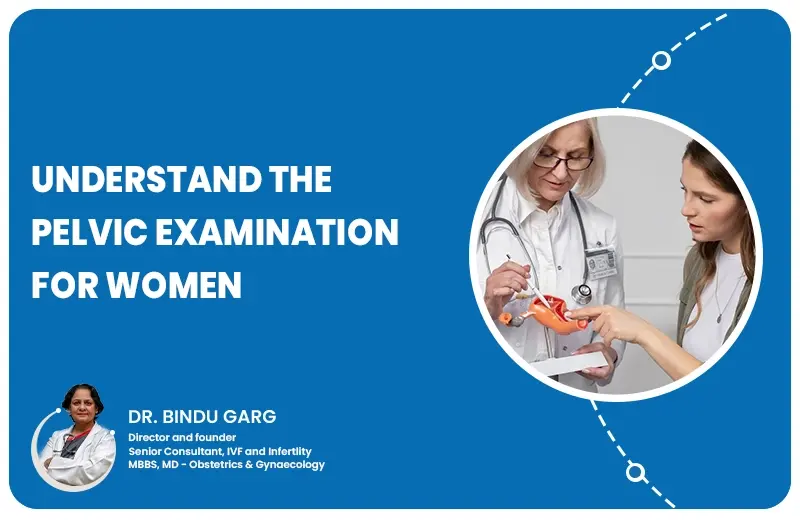 UNDERSTAND THE
PELVIC EXAMINATION
FOR WOMEN
DR. BINDU GARG
Director and founder
Senior Consultant, IVF and Infertlity
MBBS, MD - Obstetrics & Gynaecology